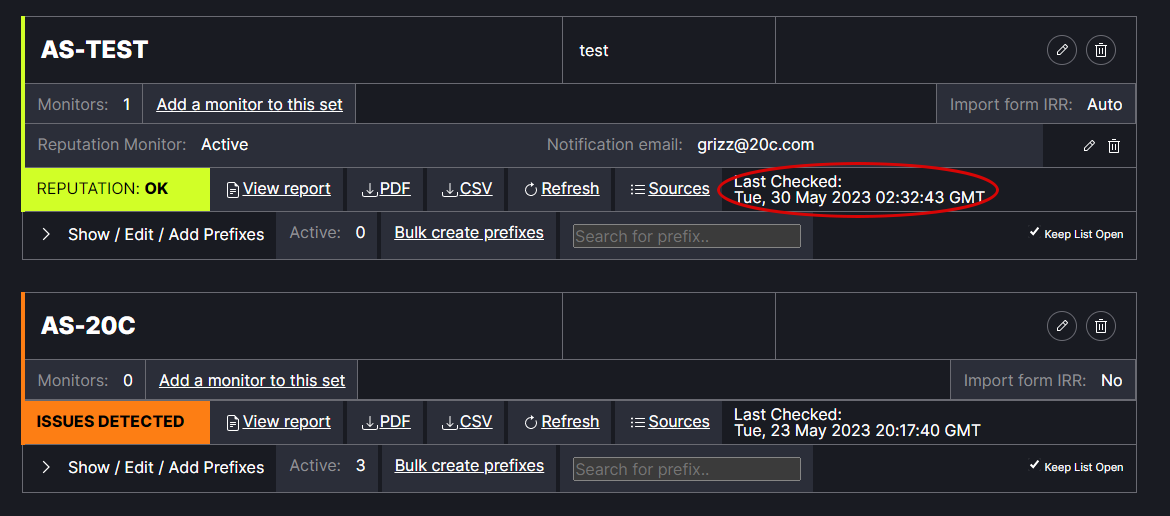 AS-TEST
test
Monitors: 1 Add a monitor to this set Import form IRR: Auto
Reputation Monitor: Active Notification email: grizz@20c.com
REPUTATION: OK View report PDF CSV Refresh Sources Last Checked:
Tue, 30 May 2023 02:32:43 GMT
Show / Edit / Add Prefixes Active: 0 Bulk create prefixes Search for prefix.. Keep List Open
AS-20C
Monitors: 0 Add a monitor to this set Import form IRR: No
ISSUES DETECTED View report PDF CSV Refresh Sources Last Checked:
Tue, 23 May 2023 20:17:40 GMT
Show / Edit / Add Prefixes Active: 3 Bulk create prefixes Search for prefix.. Keep List Open